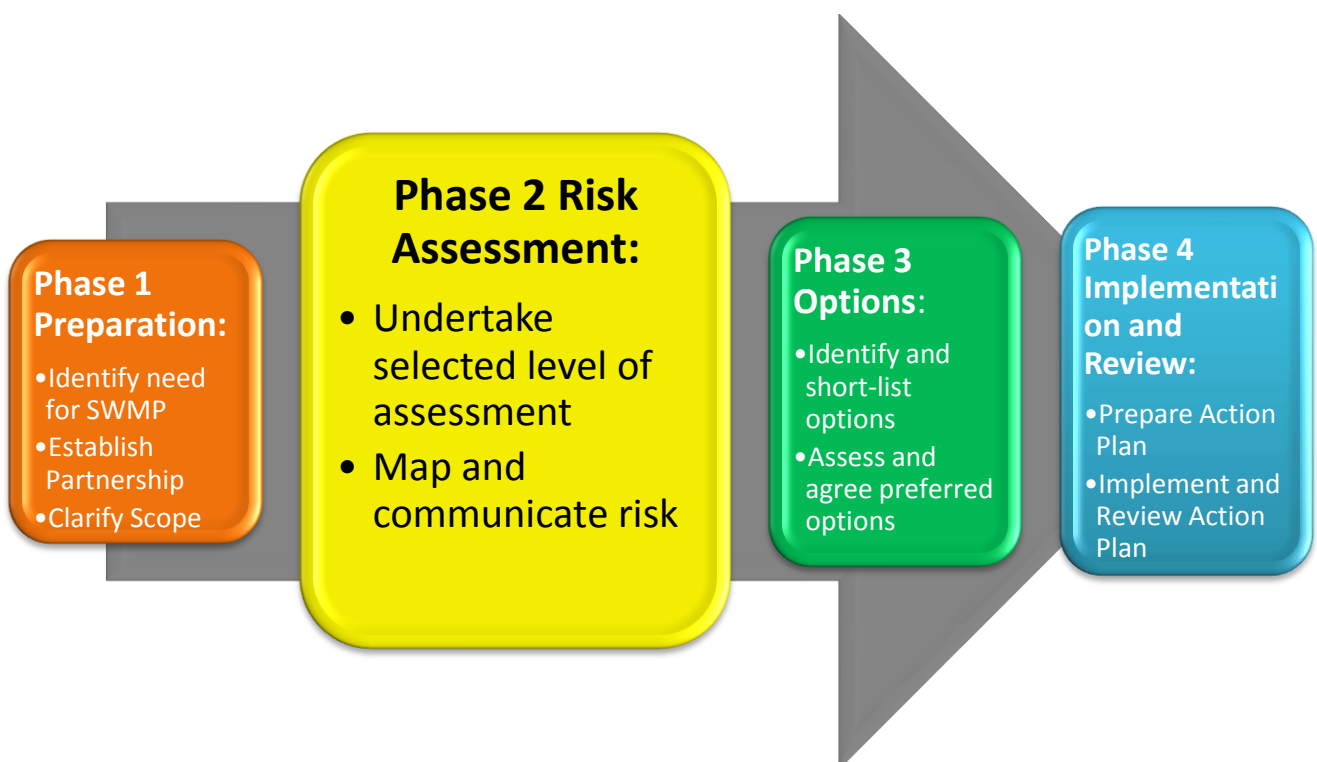 Phase 1
Preparation:
•Identify need
for SWMP
•Establish
Partnership
•Clarify Scope
Phase 2 Risk
Assessment:
• Undertake
selected level of
assessment
• Map and
communicate risk
Phase 3
Options:
•Identify and
short-list
options
•Assess and
agree preferred
options
Phase 4
Implementati
on and
Review:
•Prepare Action
Plan
•Implement and
Review Action
Plan